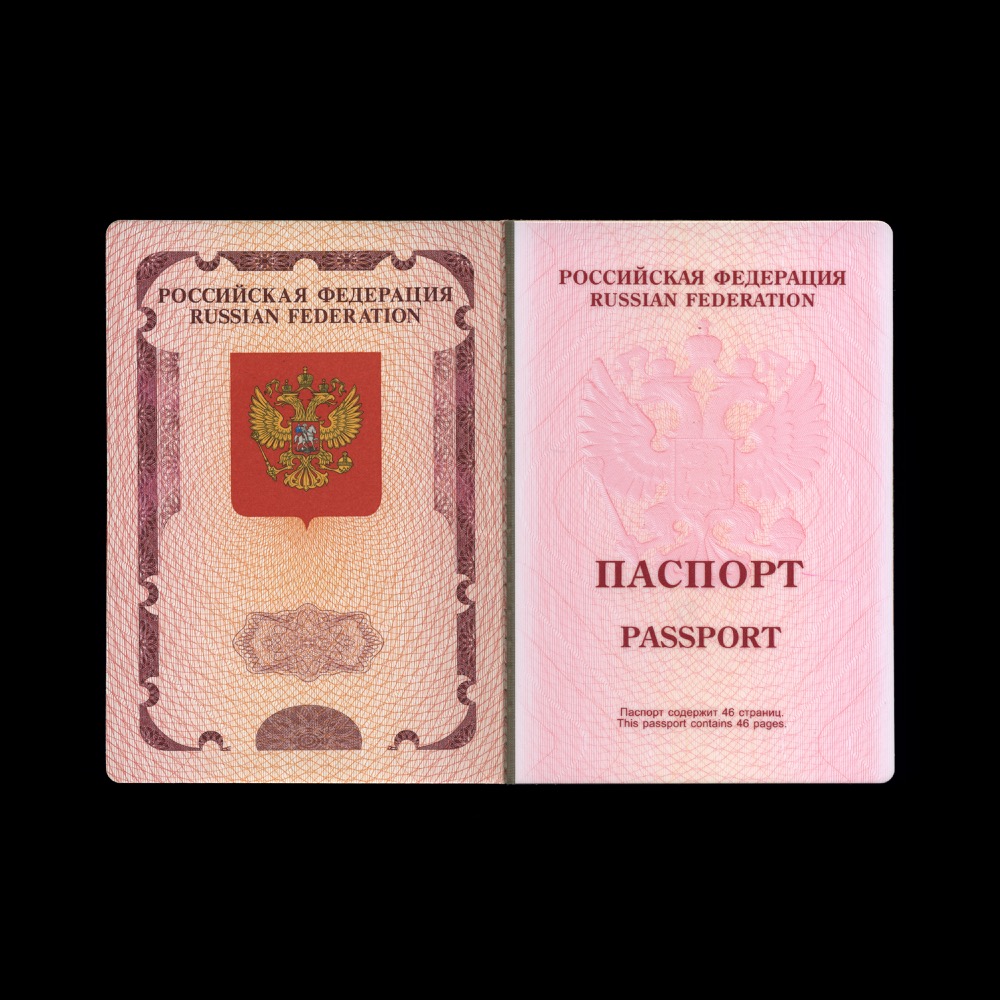 РОССИЙСКАЯ ФЕДЕРАЦИЯ
RUSSIAN FEDERATION
РОССИЙСКАЯ ФЕДЕРАЦИЯ
RUSSIAN FEDERATION
ПАСПОРТ
PASSPORT
Паспорт содержит 46 страниц.
This passport contains 46 pages.